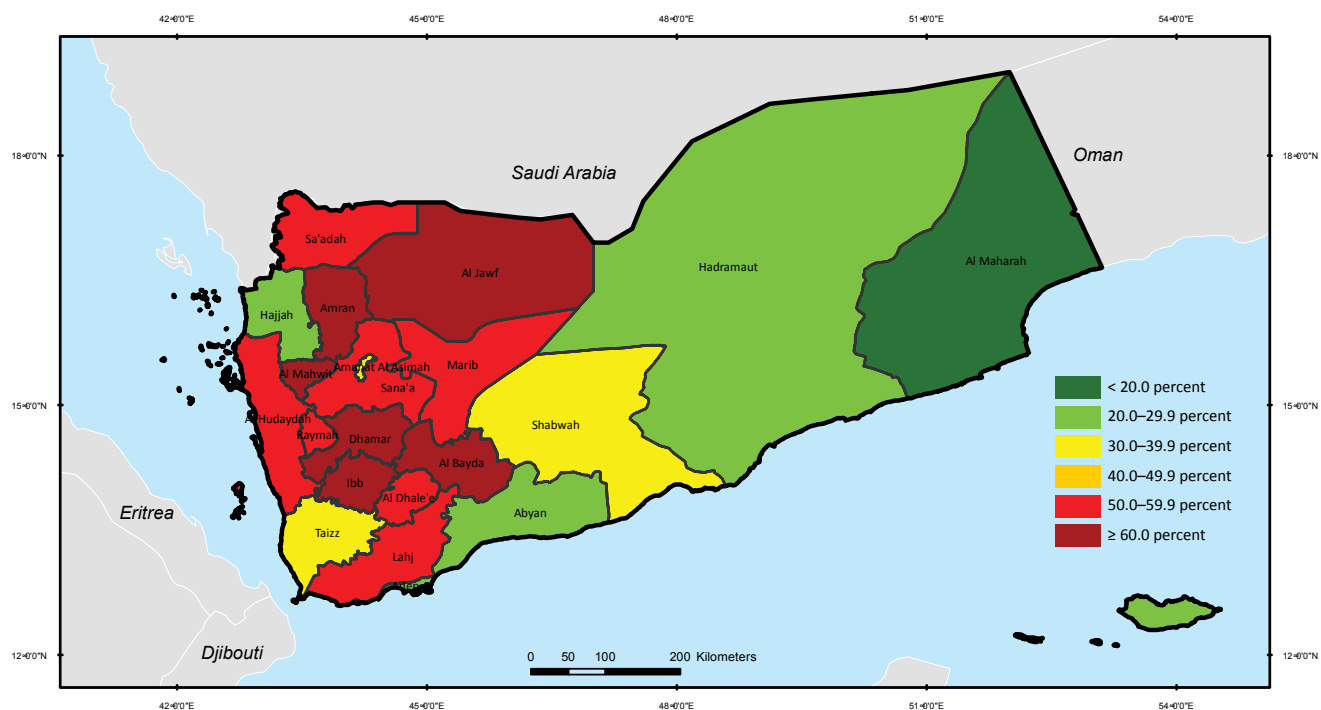 42°0'0"E 45°0'0"E 48°0'0"E 51°0'0"E 54°0'0"E
18°0'0"N 18°0'0"N
Oman
Saudi Arabia
Sa'adah
Al Maharah
Hadramaut
Al Jawf
Amran
Hajjah
Marib
Amanat Al Asimah
Al Mahwit
Sana'a
15°0'0"N 15°0'0"N
Al Hudaydah
Shabwah
Raymah
Dhamar
Al Bayda
Ibb
Al Dhale'e
Abyan
Taizz
Lahj
Aden
Eritrea
Djibouti
< 20.0 percent
20.0–29.9 percent
30.0–39.9 percent
40.0–49.9 percent
50.0–59.9 percent
≥ 60.0 percent
12°0'0"N 12°0'0"N
0 50 100 200 Kilometers
42°0'0"E 45°0'0"E 48°0'0"E 51°0'0"E 54°0'0"E